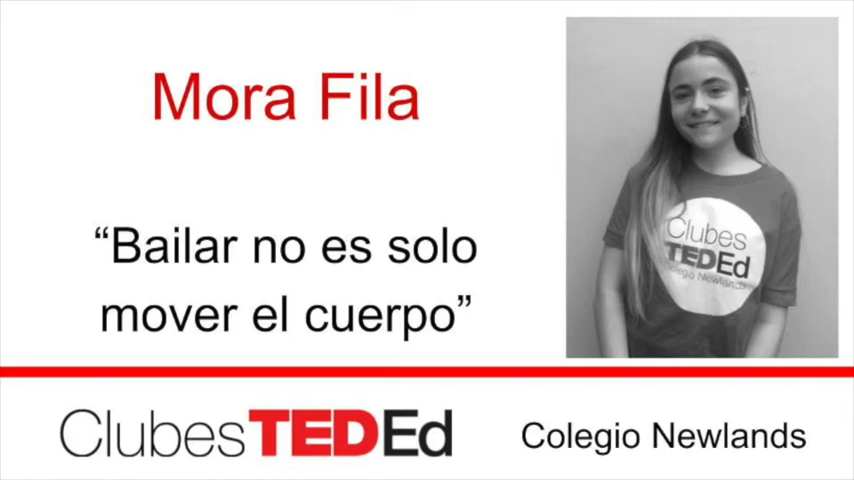 Mora Fila
“Bailar no es solo
mover el cuerpo”
Clubes
TEDEd
Colegio Newlands
ClubesTEDEd
Colegio Newlands